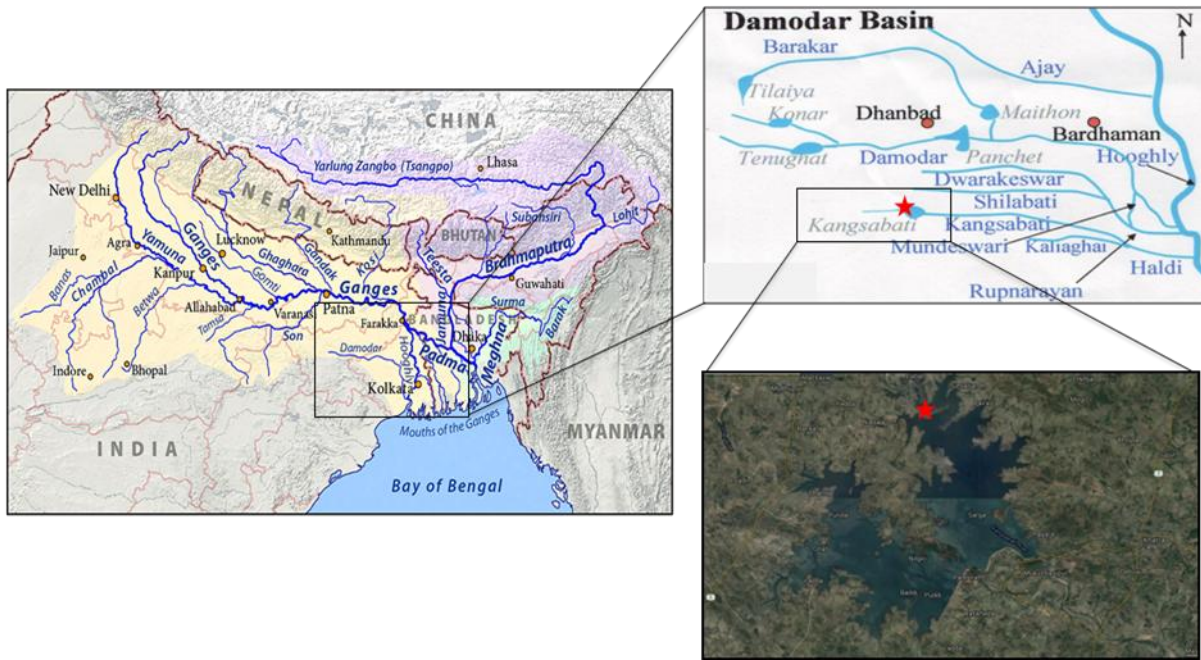 CHINA
Yarlung Zangbo (Tsangpo)
Lhasa
New Delhi
NEPAL
Subansiri
Lohit
BHUTAN
Kathmandu
Jaipur
Agra
Yamuna
Ganges
Lucknow
Ghaghara
Gandak
Kosi
Teesta
Brahmaputra
Guwahati
Banas
Chambal
Kanpur
Gomti
Ganges
Betwa
Allahabad
Varanasi
Patna
Farakka
BANGLADESH
Jamuna
Surma
Barak
Tamsa
Son
Dhaka
Indore
Bhopal
Damodar
Hooghly
Padma
Meghna
Kolkata
Mouths of the Ganges
INDIA
MYANMAR
Bay of Bengal
Damodar Basin
N
Barakar
Ajay
Tilaiya
Konar
Dhanbad
Maithon
Bardhaman
Tenughat
Damodar
Panchet
Hooghly
Dwarakeswar
Shilabati
Kangsabati
Kangsabati
Mundeswari
Kaliaghai
Haldi
Rupnarayan